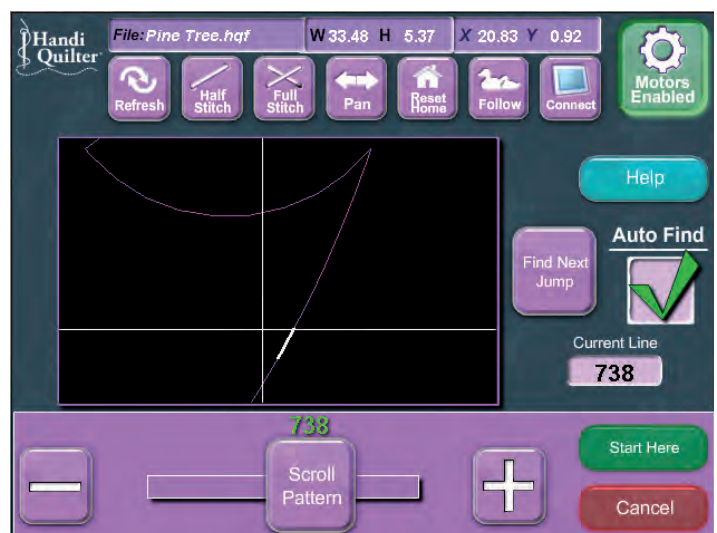 Handi Quilter
File: Pine Tree.hqf W 33.48 H 5.37 X 20.83 Y 0.92
Refresh
Half Stitch
Full Stitch
Pan
Reset Home
Follow
Connect
Motors Enabled
Help
Auto Find
Find Next Jump
Current Line
738
738
Scroll Pattern
Start Here
Cancel